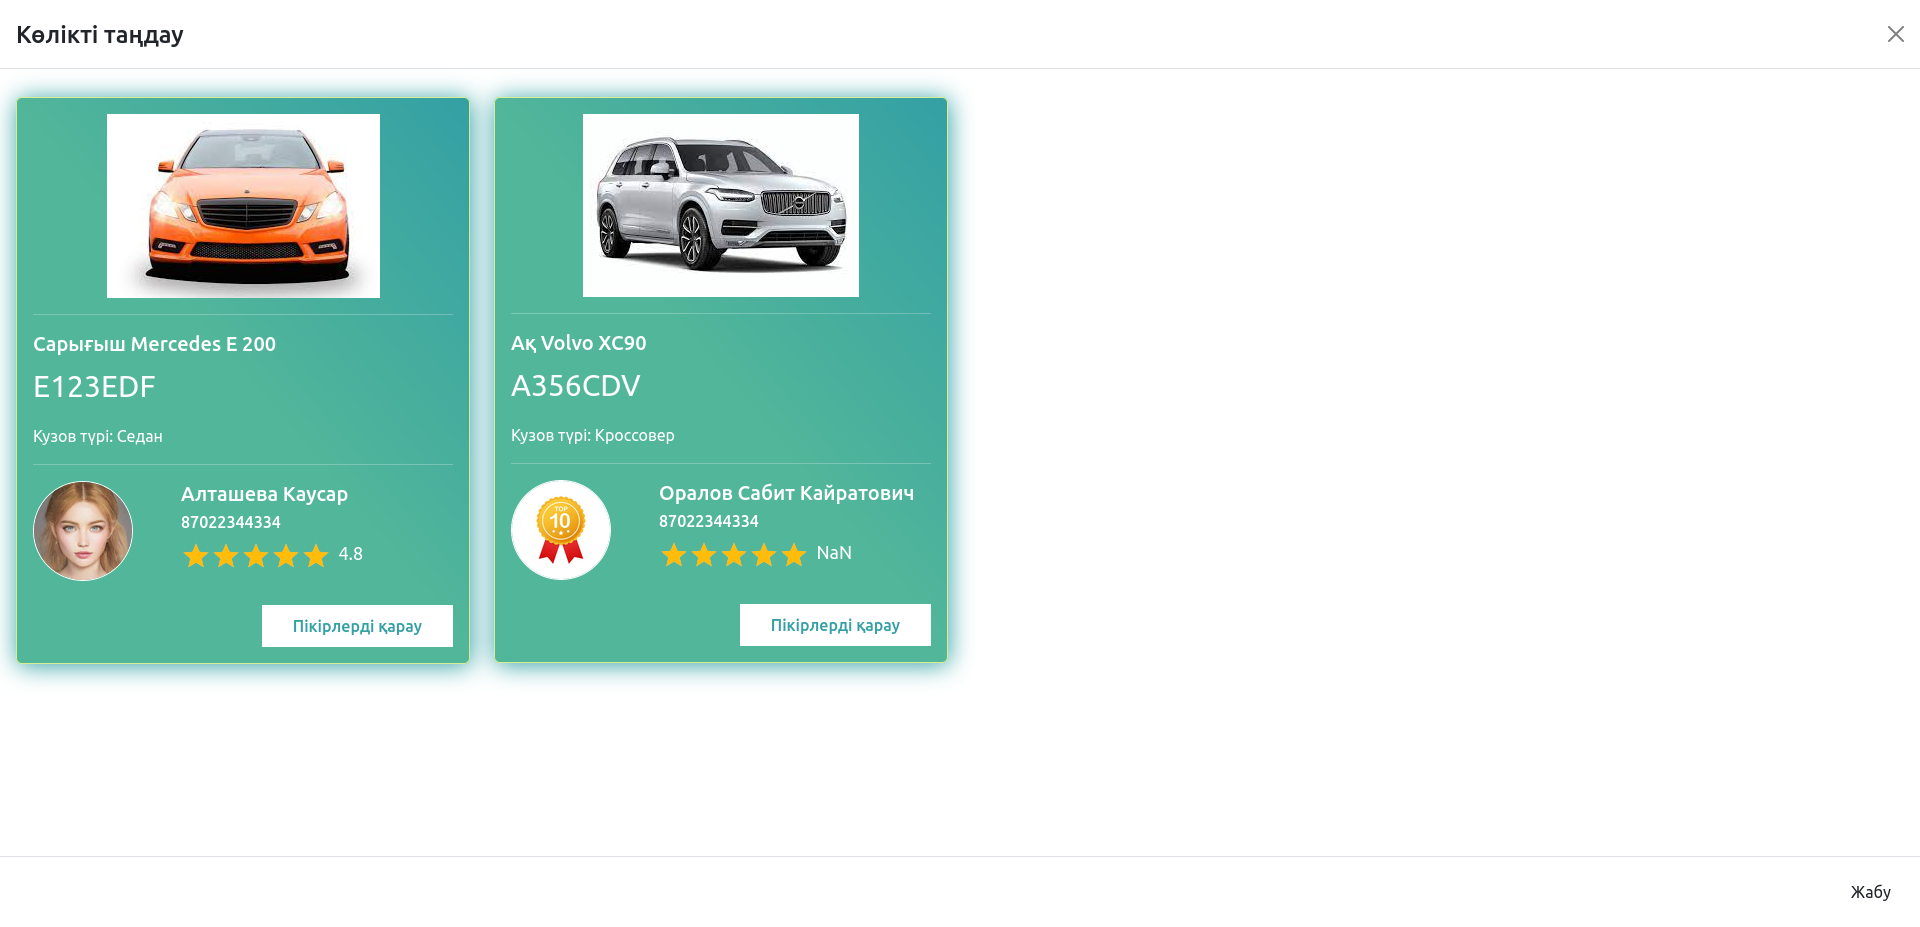 Көлікті таңдау
Сарығыш Mercedes E 200
E123EDF
Кузов түрі: Седан
Алташева Каусар
87022344334
4.8
Пікірлерді қарау
Ақ Volvo XC90
A356CDV
Кузов түрі: Кроссовер
TOP
10
Оралов Сабит Кайратович
87022344334
NaN
Пікірлерді қарау
Жабу